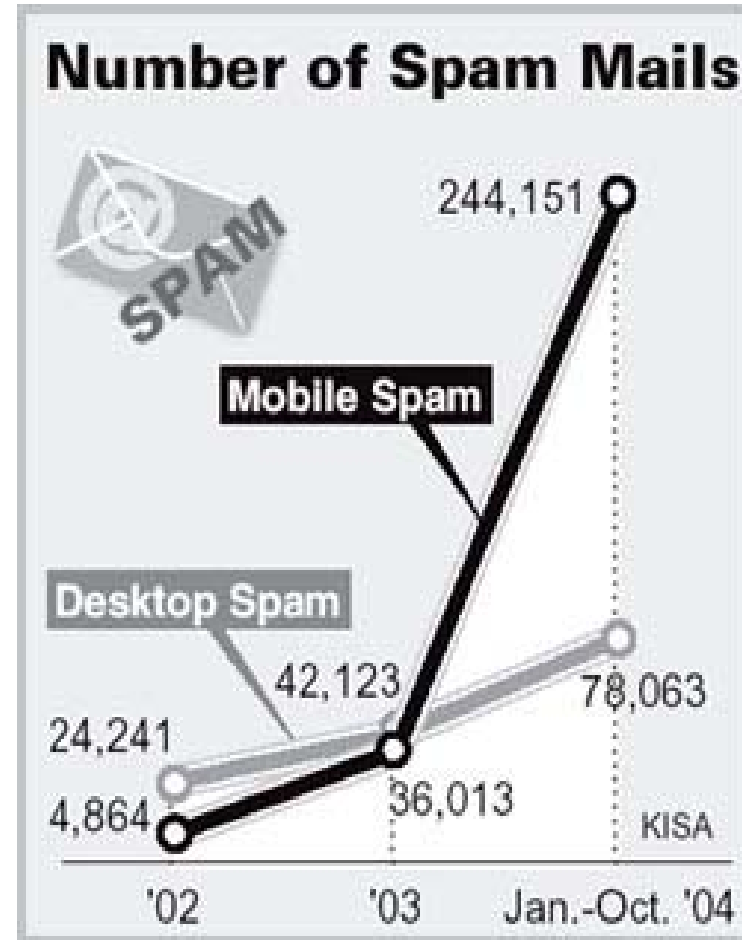 Number of Spam Mails
SPAM
244,151
Mobile Spam
Desktop Spam
42,123
78,063
24,241
36,013
4,864
KISA
'02 '03 Jan.-Oct. '04